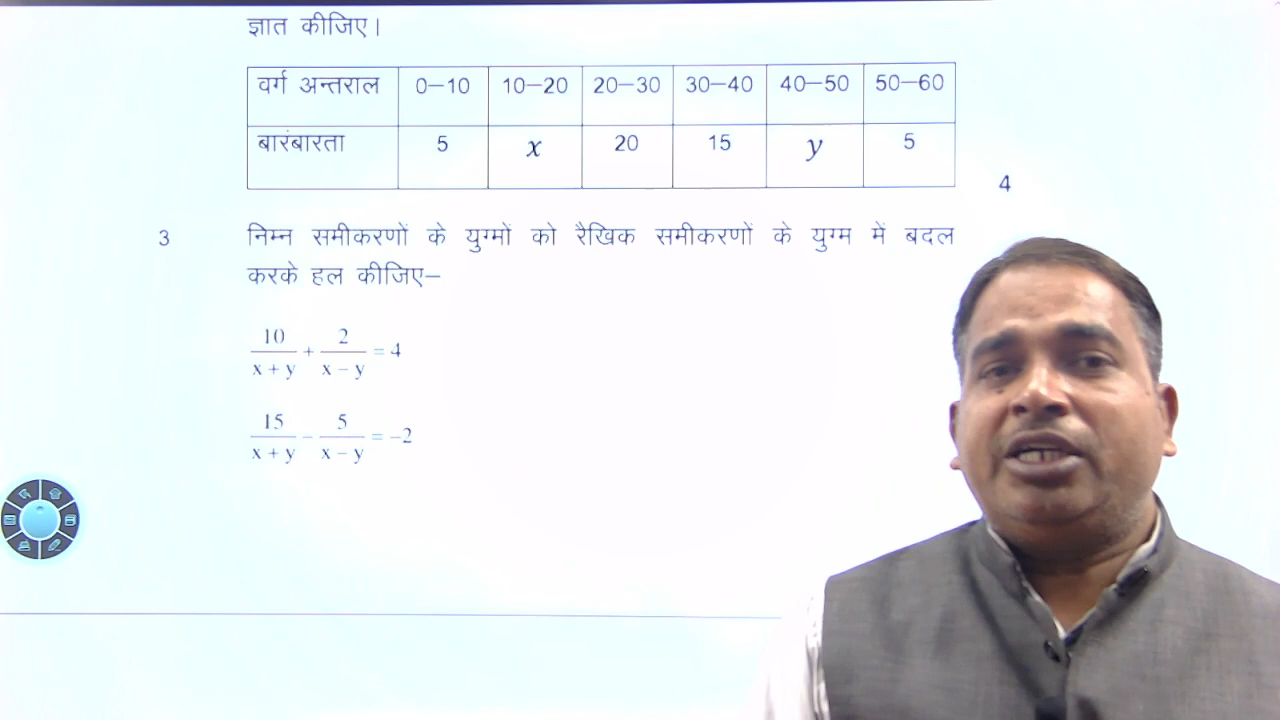 ज्ञात कीजिए।
वर्ग अन्तराल 0–10 10–20 20–30 30–40 40–50 50–60
बारंबारता 5 x 20 15 y 5
4
3 निम्न समीकरणों के युग्मों को रैखिक समीकरणों के युग्म में बदल
करके हल कीजिए–
10/(x + y) + 2/(x – y) = 4
15/(x + y) – 5/(x – y) = –2